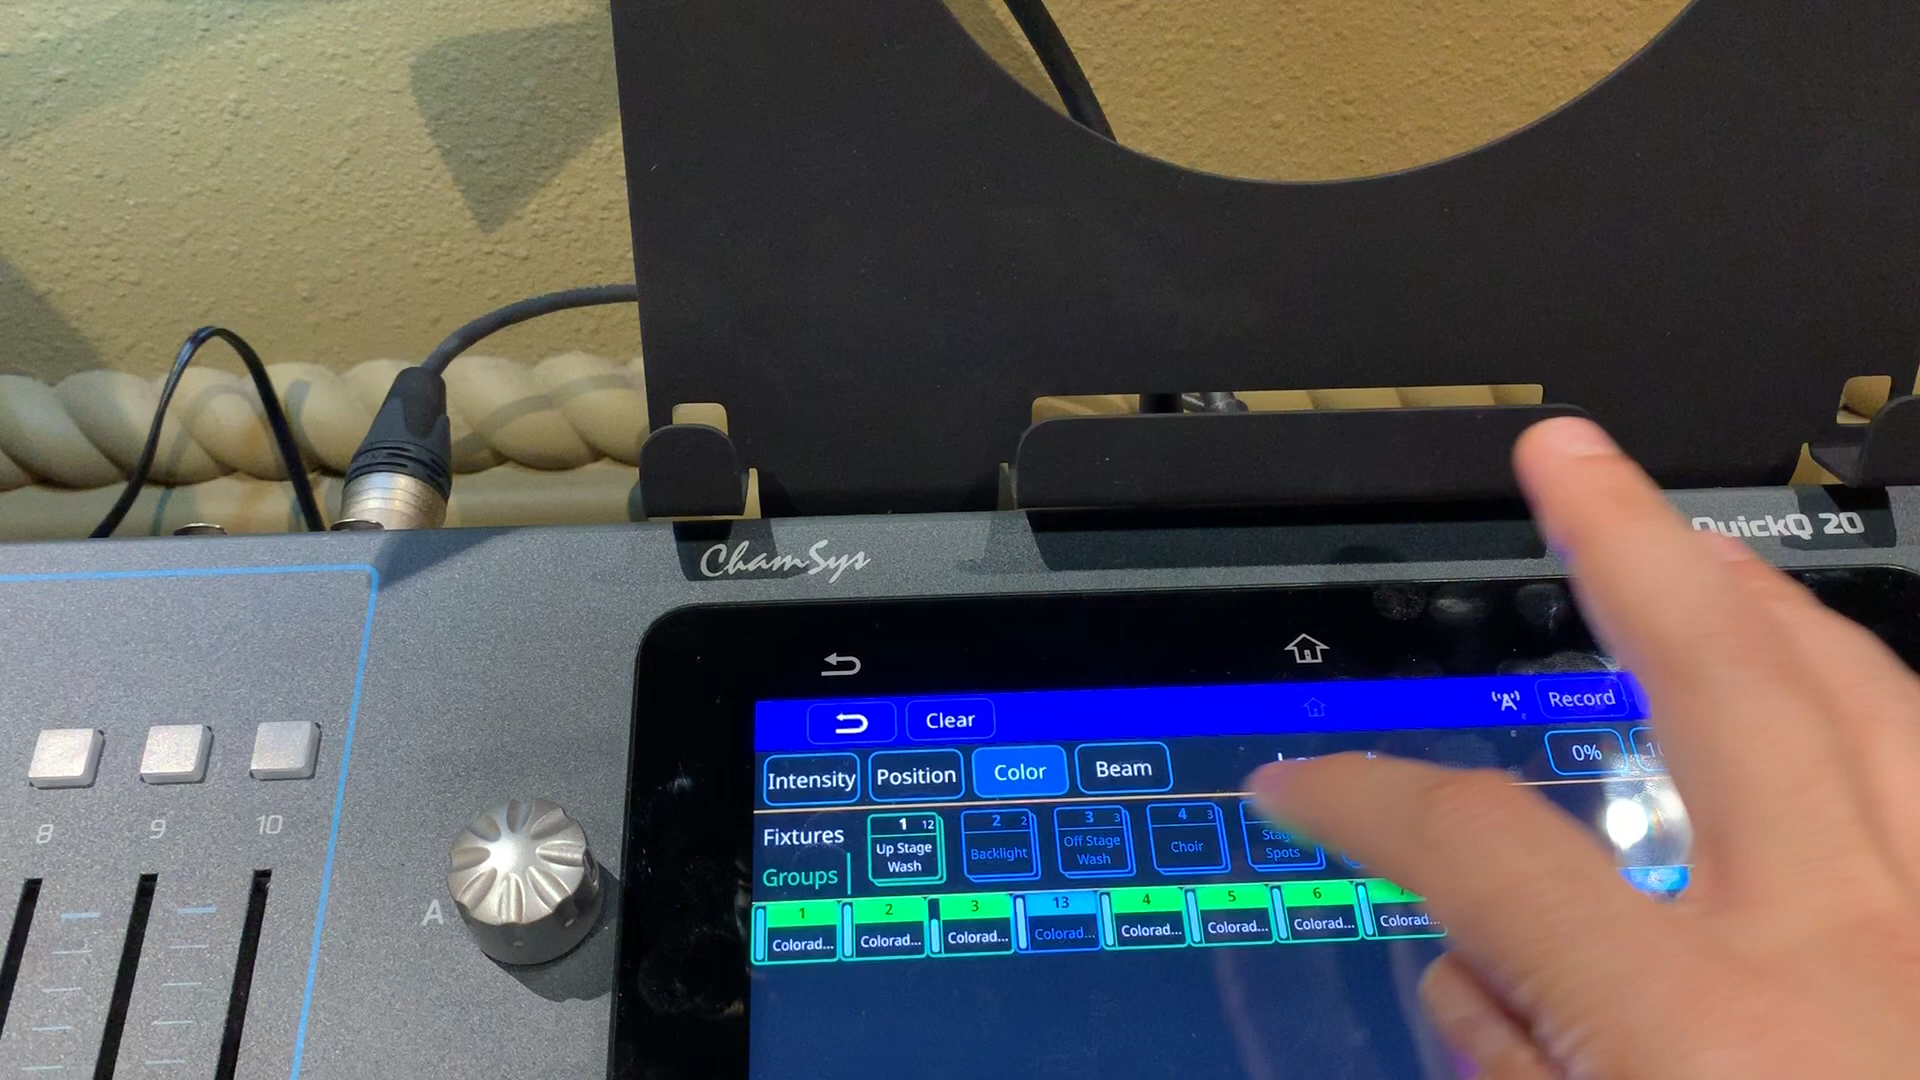 ChamSys
QuickQ 20
Clear
Record
Intensity
Position
Color
Beam
0%
Fixtures
Groups
1 12
Up Stage
Wash
2 2
Backlight
3 3
Off Stage
Wash
4 3
Choir
Spots
1
Colorad...
2
Colorad...
3
Colorad...
13
Colorad...
4
Colorad...
5
Colorad...
6
Colorad...
Colorad...
8
9
10
A